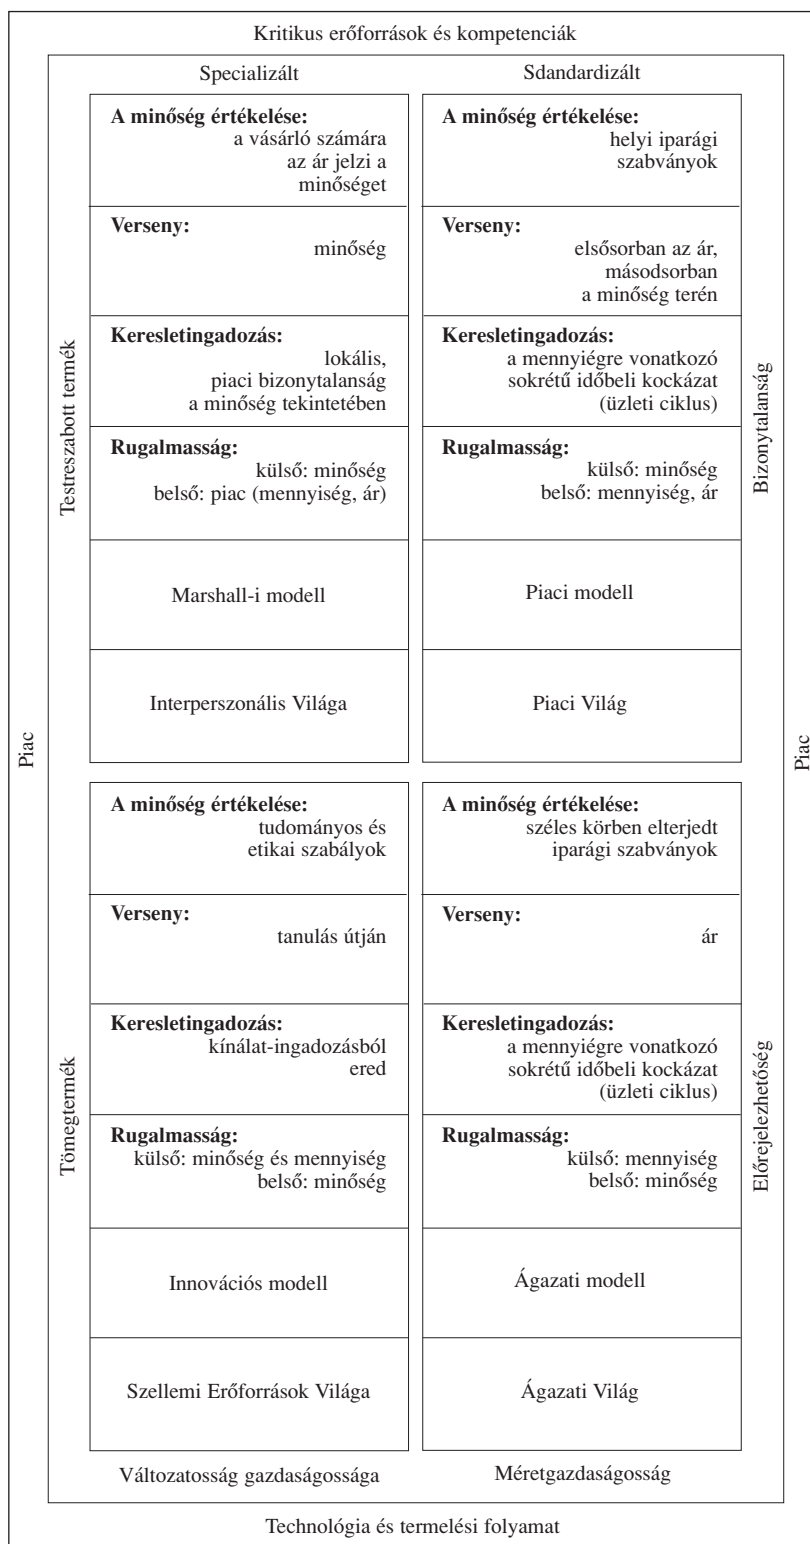 Kritikus erőforrások és kompetenciák
Specializált
Sdandardizált
Piac
Testreszabott termék
A minőség értékelése:
a vásárló számára
az ár jelzi a
minőséget
Verseny:
minőség
Keresletingadozás:
lokális,
piaci bizonytalanság
a minőség tekintetében
Rugalmasság:
külső: minőség
belső: piac (mennyiség, ár)
Marshall-i modell
Interperszonális Világa
A minőség értékelése:
helyi iparági
szabványok
Verseny:
elsősorban az ár,
másodsorban
a minőség terén
Keresletingadozás:
a mennyiégre vonatkozó
sokrétű időbeli kockázat
(üzleti ciklus)
Rugalmasság:
külső: minőség
belső: mennyiség, ár
Piaci modell
Piaci Világ
Bizonytalanság
Piac
Tömegtermék
A minőség értékelése:
tudományos és
etikai szabályok
Verseny:
tanulás útján
Keresletingadozás:
kínálat-ingadozásból
ered
Rugalmasság:
külső: minőség és mennyiség
belső: minőség
Innovációs modell
Szellemi Erőforrások Világa
A minőség értékelése:
széles körben elterjedt
iparági szabványok
Verseny:
ár
Keresletingadozás:
a mennyiégre vonatkozó
sokrétű időbeli kockázat
(üzleti ciklus)
Rugalmasság:
külső: mennyiség
belső: minőség
Ágazati modell
Ágazati Világ
Előrejelezhetőség
Változatosság gazdaságossága
Méretgazdaságosság
Technológia és termelési folyamat